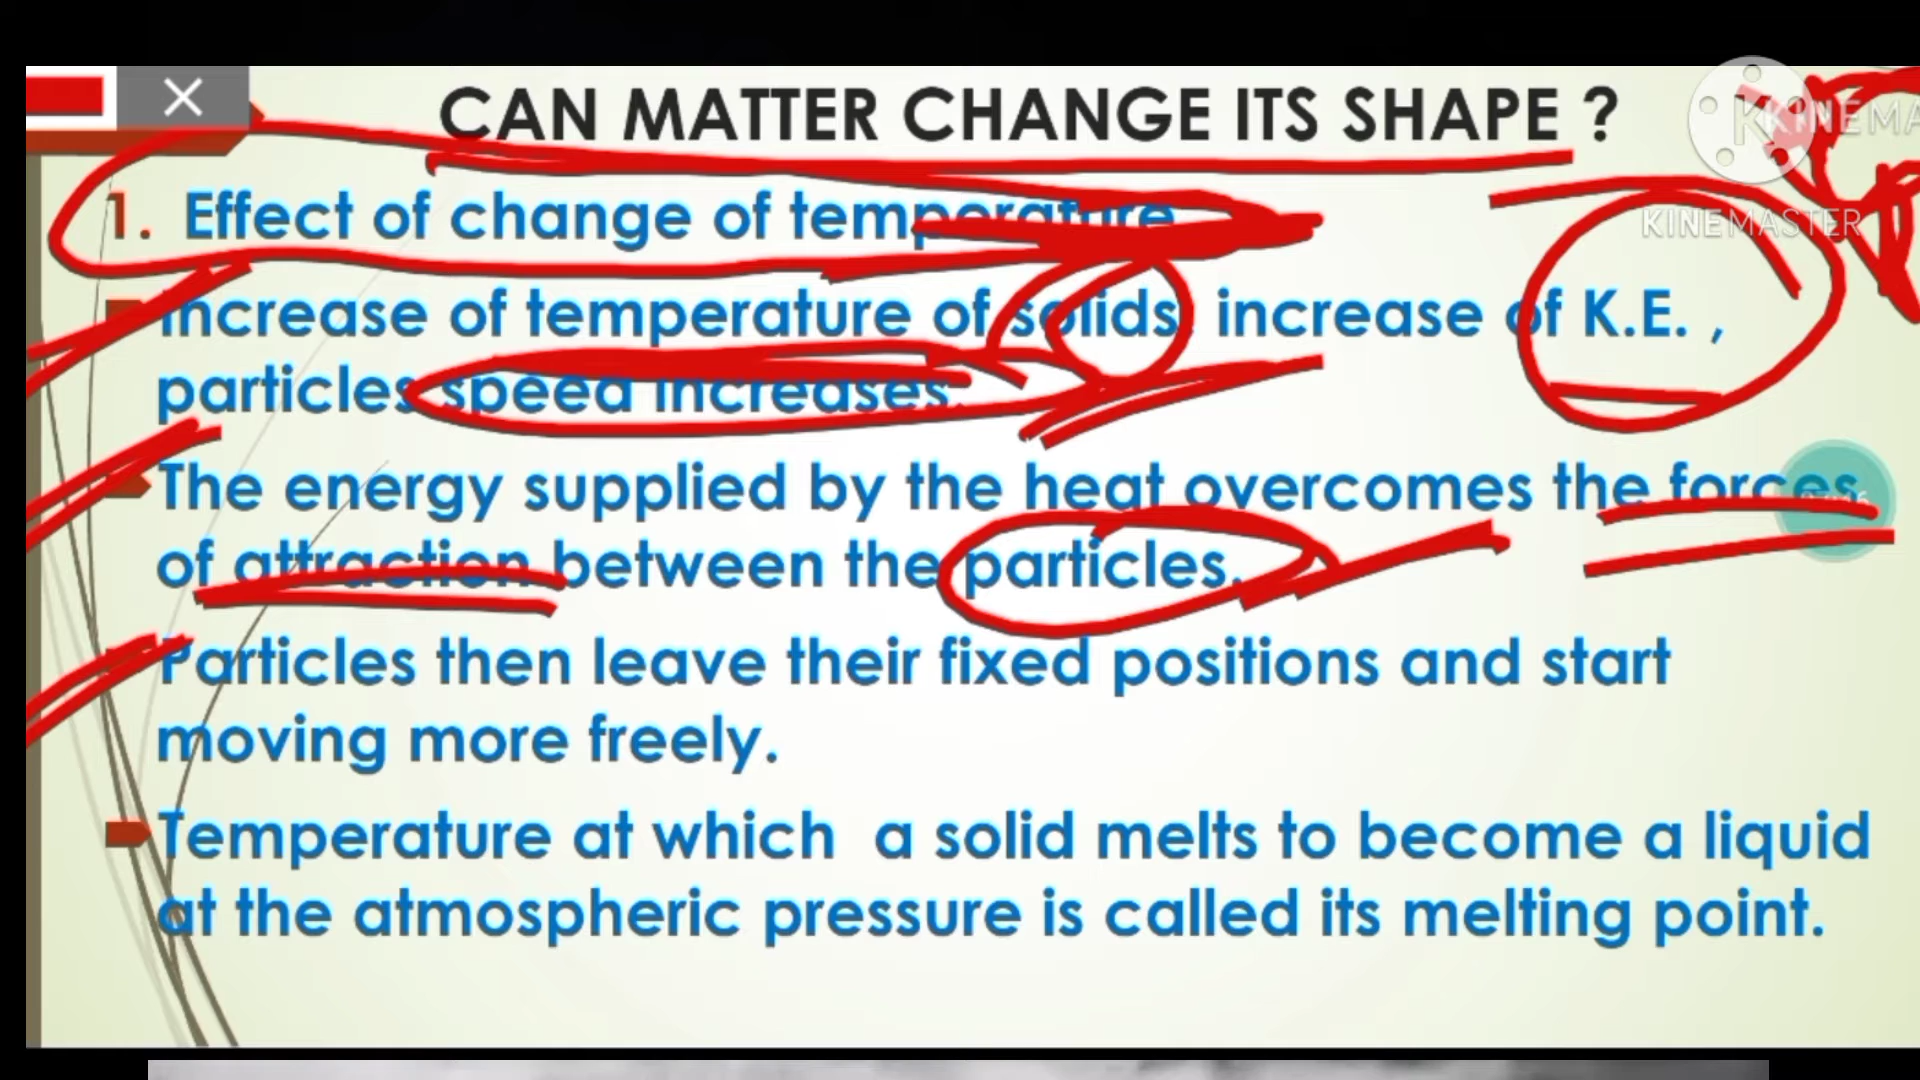 CAN MATTER CHANGE ITS SHAPE ?
KINEMA
KINEMASTER
1. Effect of change of temperature
Increase of temperature of solids, increase of K.E. ,
particles speed increases.
The energy supplied by the heat overcomes the forces
of attraction between the particles.
Particles then leave their fixed positions and start
moving more freely.
Temperature at which a solid melts to become a liquid
at the atmospheric pressure is called its melting point.